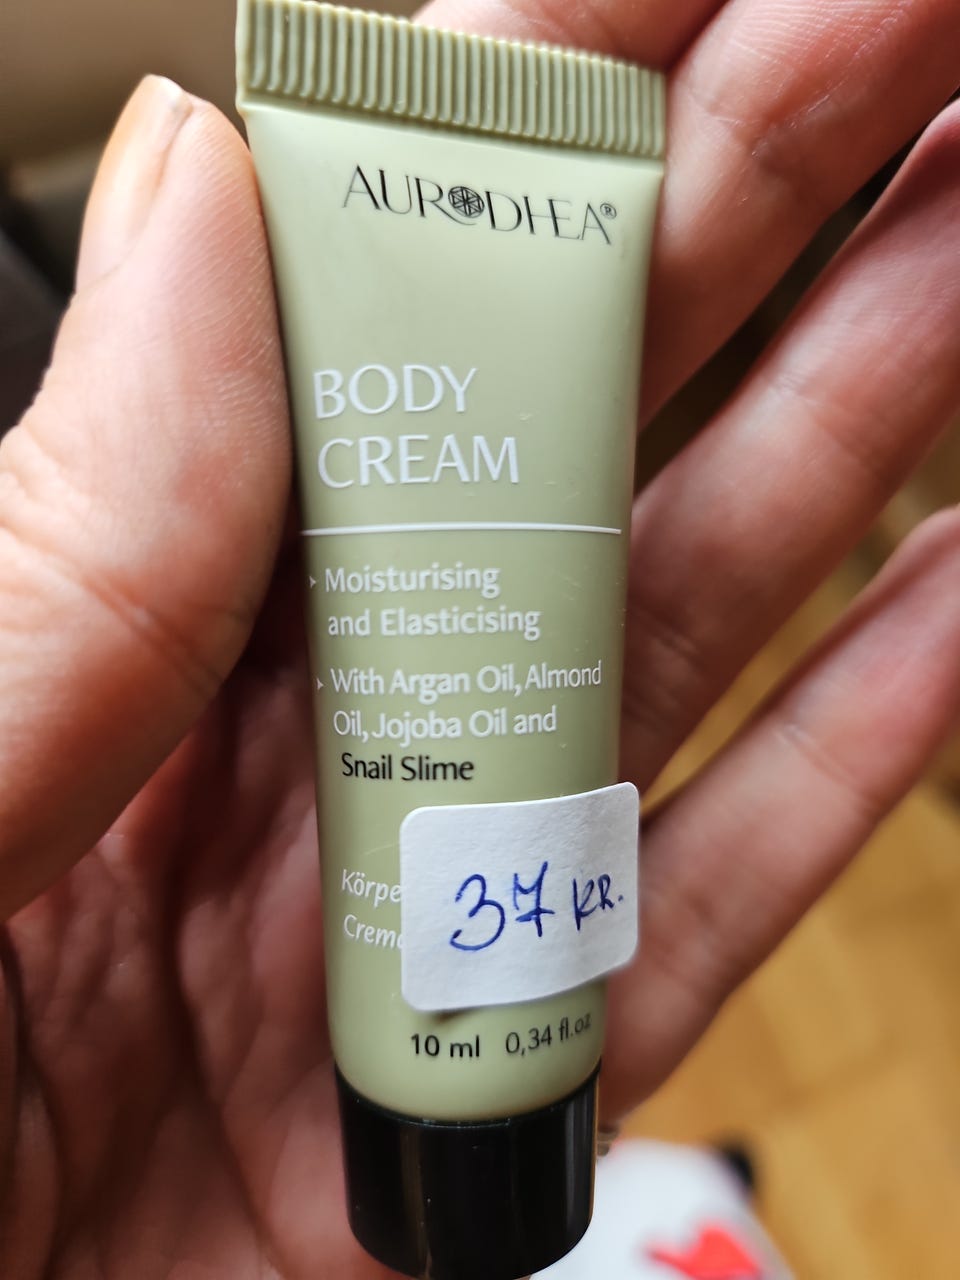 AURODHEA®
BODY
CREAM
Moisturising
and Elasticising
With Argan Oil, Almond
Oil, Jojoba Oil and
Snail Slime
37 KR.
10 ml 0,34 fl.oz